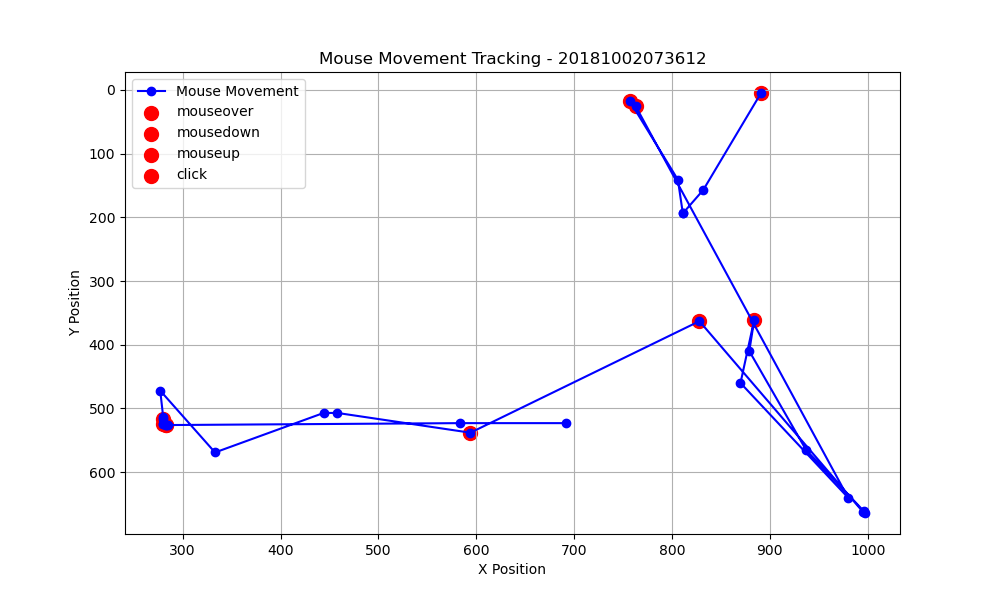 Mouse Movement Tracking - 20181002073612
Mouse Movement
mouseover
mousedown
mouseup
click
0
100
200
300
400
500
600
Y Position
300 400 500 600 700 800 900 1000
X Position